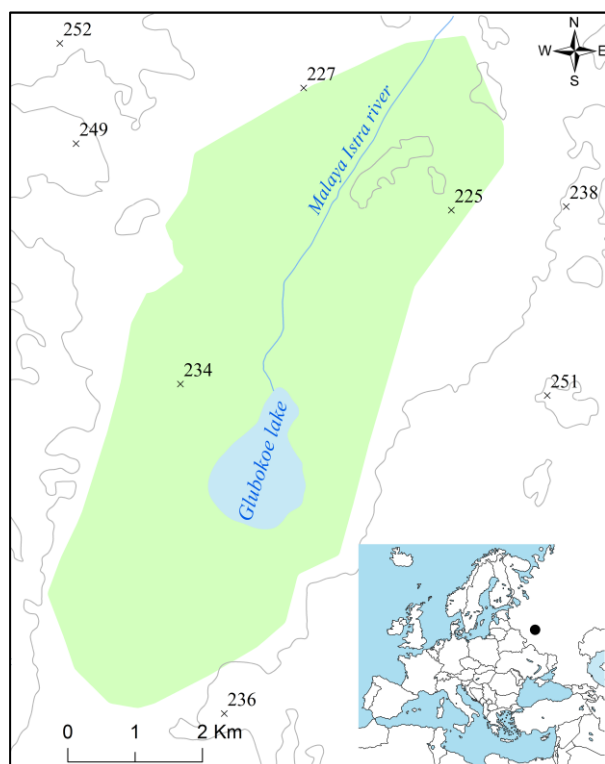 252
N
W E
S
227
249
Malaya Istra river
225
238
234
251
Glubokoe lake
236
0 1 2 Km